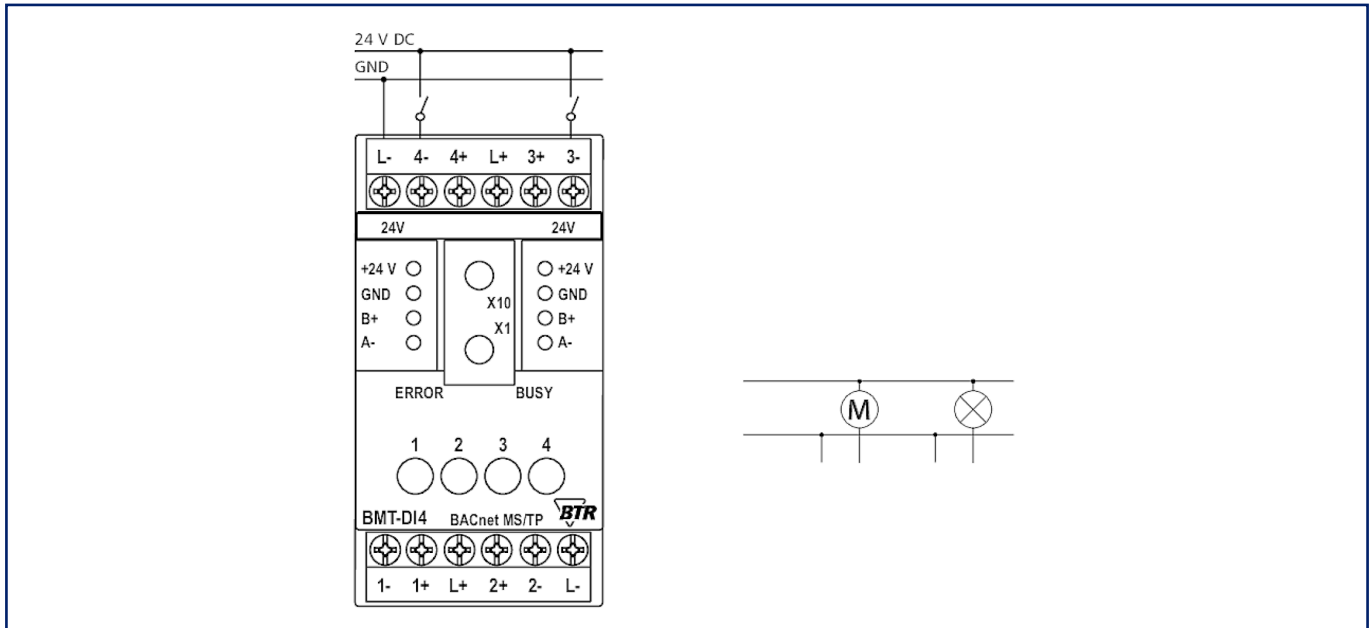 24 V DC
GND
L- 4- 4+ L+ 3+ 3-
24V 24V
+24 V +24 V
GND GND
X10
B+ B+
X1
A- A-
ERROR BUSY
M
1 2 3 4
BMT-DI4 BACnet MS/TP BTR
1- 1+ L+ 2+ 2- L-